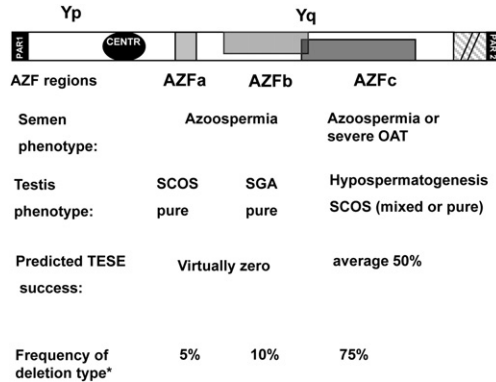 Yp Yq
PAR1 CENTR PAR 2
AZF regions AZFa AZFb AZFc
Semen phenotype: Azoospermia Azoospermia or severe OAT
Testis phenotype: SCOS pure SGA pure Hypospermatogenesis SCOS (mixed or pure)
Predicted TESE success: Virtually zero average 50%
Frequency of deletion type* 5% 10% 75%